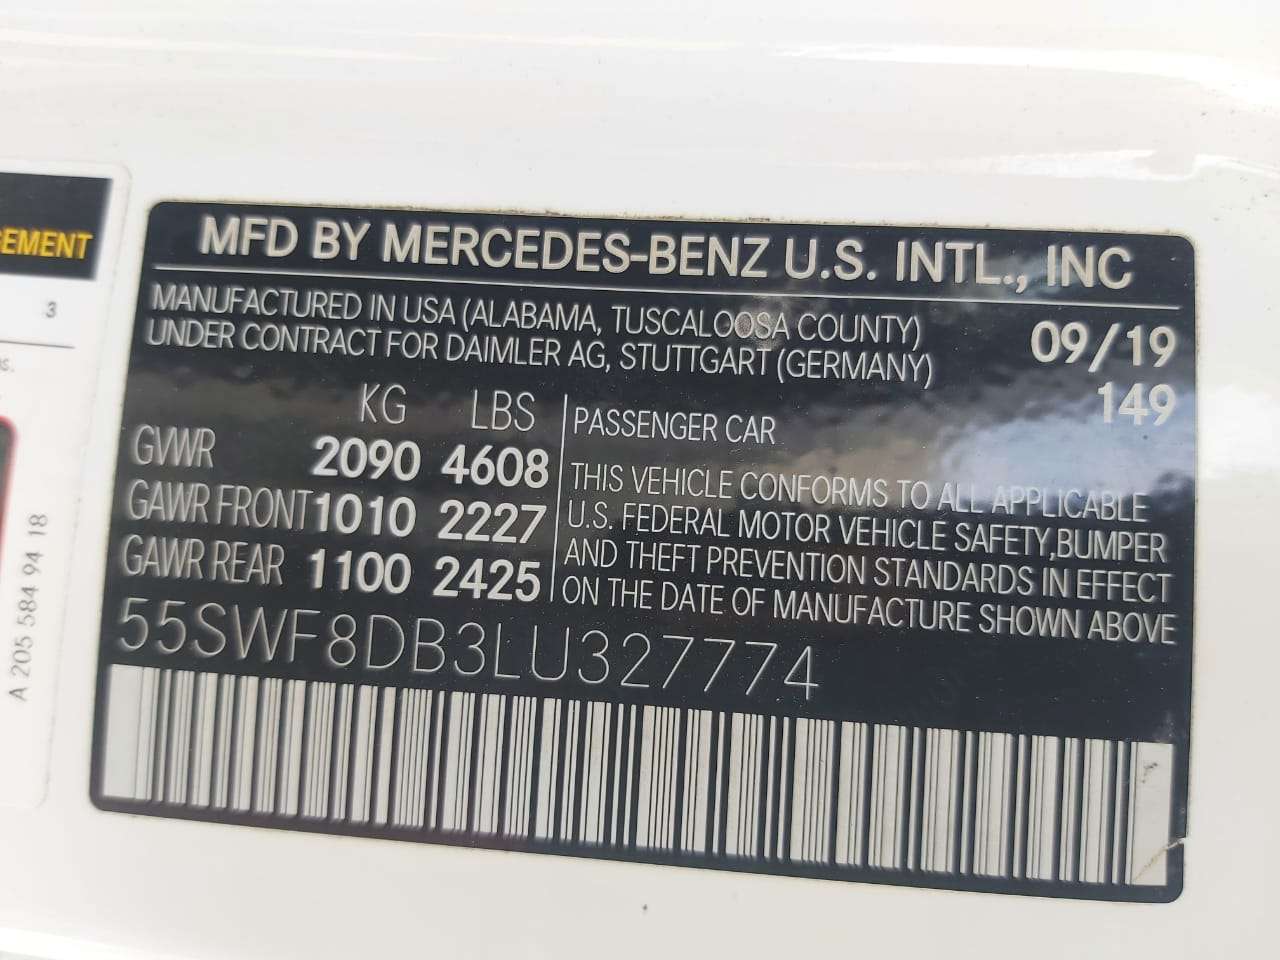 EMENT
3
s.
A 205 584 94 18
MFD BY MERCEDES-BENZ U.S. INTL., INC
MANUFACTURED IN USA (ALABAMA, TUSCALOOSA COUNTY)
UNDER CONTRACT FOR DAIMLER AG, STUTTGART (GERMANY)
09/19
149
KG LBS
GVWR 2090 4608
GAWR FRONT 1010 2227
GAWR REAR 1100 2425
PASSENGER CAR
THIS VEHICLE CONFORMS TO ALL APPLICABLE
U.S. FEDERAL MOTOR VEHICLE SAFETY,BUMPER
AND THEFT PREVENTION STANDARDS IN EFFECT
ON THE DATE OF MANUFACTURE SHOWN ABOVE
55SWF8DB3LU327774